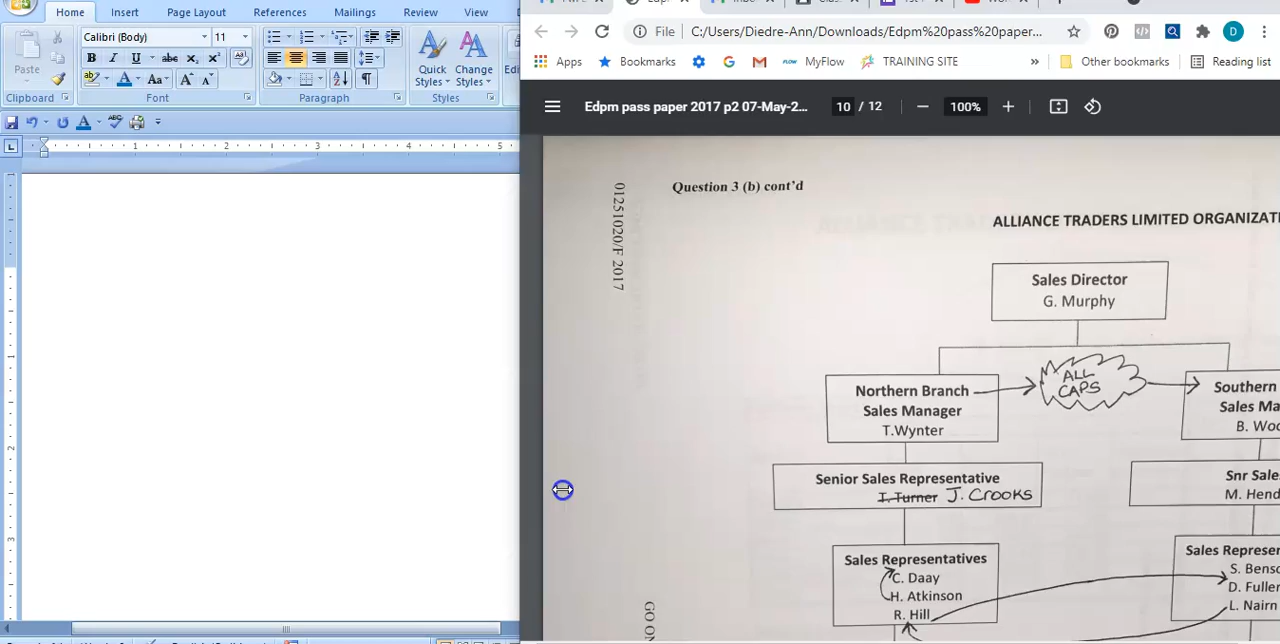 Home Insert Page Layout References Mailings Review View
Calibri (Body) 11
Paste
Quick Styles
Change Styles
Clipboard Font Paragraph Styles
File C:/Users/Diedre-Ann/Downloads/Edpm%20pass%20paper...
Apps Bookmarks MyFlow TRAINING SITE » Other bookmarks Reading list
Edpm pass paper 2017 p2 07-May-2... 10 / 12 100%
Question 3 (b) cont'd
01251020/F 2017
ALLIANCE TRADERS LIMITED ORGANIZATI
Sales Director
G. Murphy
ALL
CAPS
Northern Branch
Sales Manager
T.Wynter
Southern
Sales Ma
B. Woo
Senior Sales Representative
T. Turner J. Crooks
Snr Sale
M. Hend
Sales Representatives
C. Daay
H. Atkinson
R. Hill
Sales Represen
S. Benso
D. Fuller
L. Nairn
GO ON